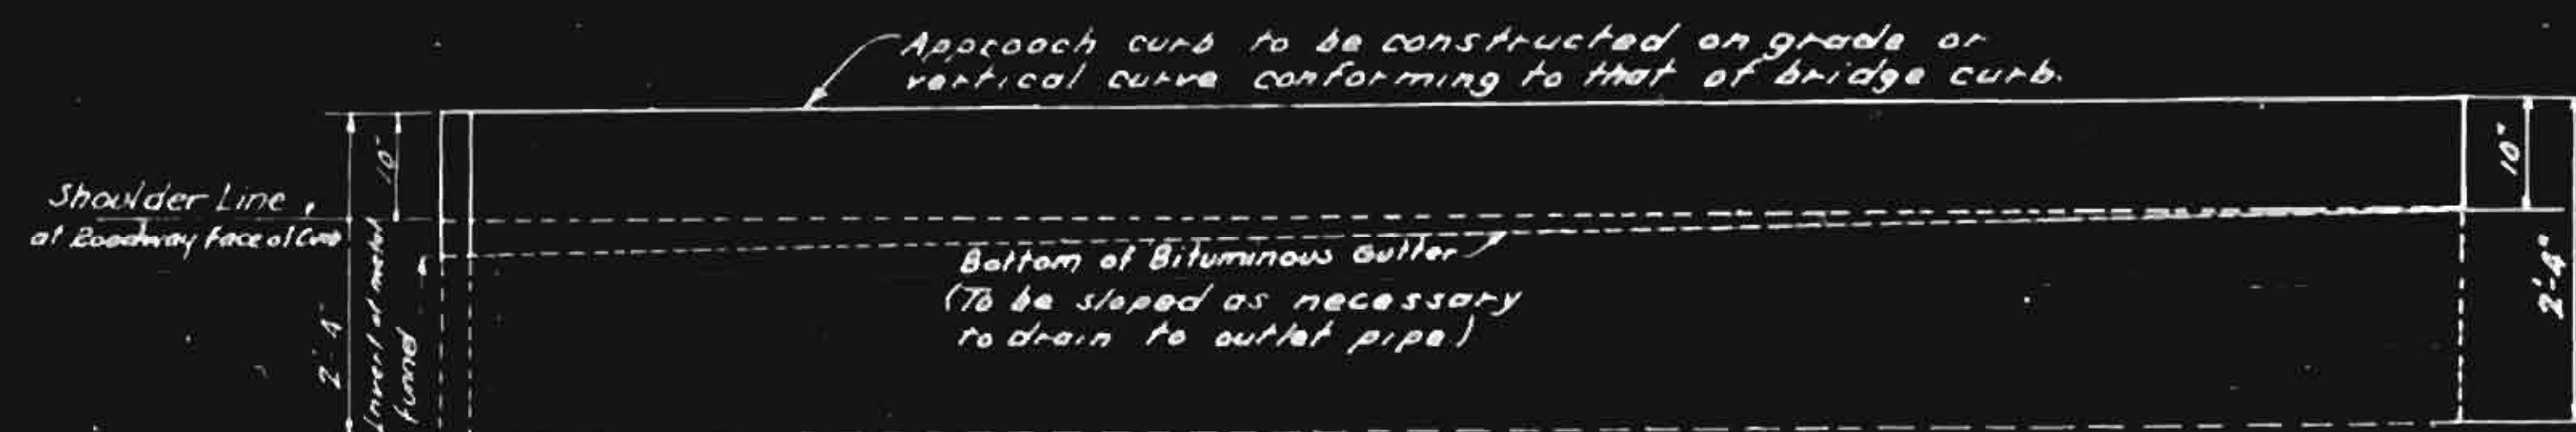 Approach curb to be constructed on grade or
vertical curve conforming to that of bridge curb.
10"
10"
Shoulder Line
at Roadway face of Curb
2'-4"
2'-4"
Invert of metal
funnel
Bottom of Bituminous Gutter
(To be sloped as necessary
to drain to outlet pipe)